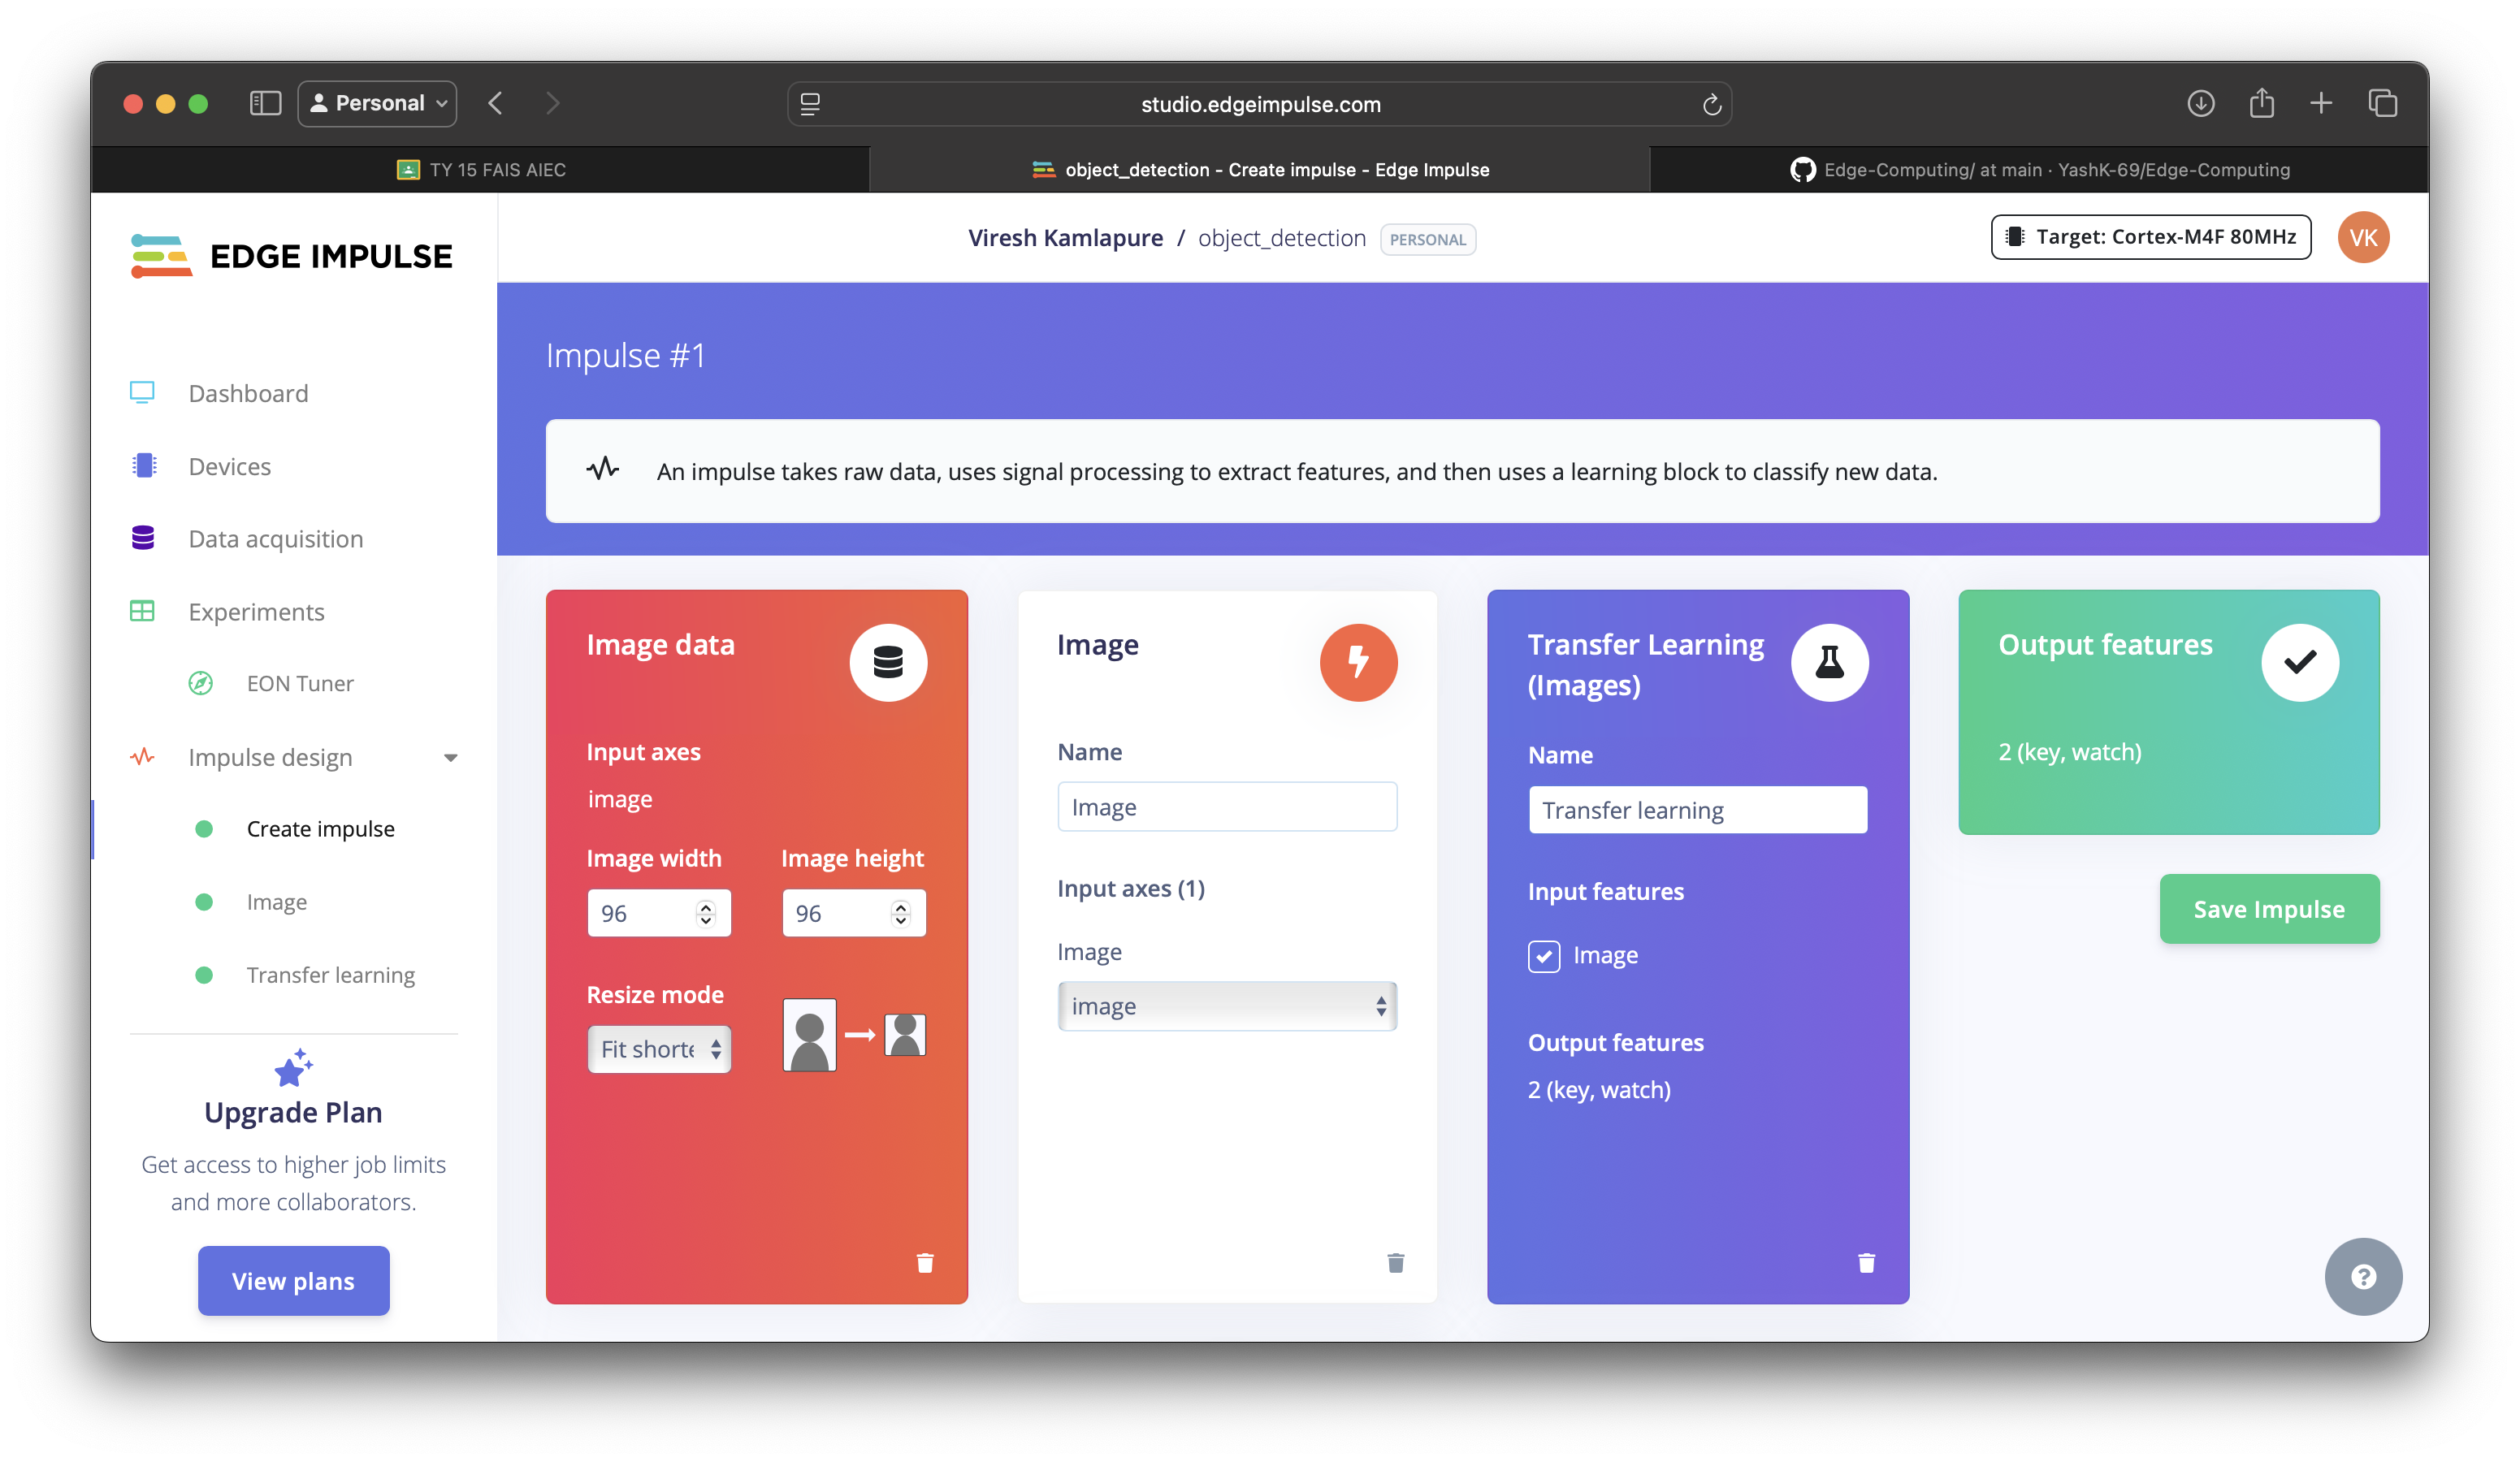 Personal
studio.edgeimpulse.com
TY 15 FAIS AIEC
object_detection - Create impulse - Edge Impulse
Edge-Computing/ at main · YashK-69/Edge-Computing
EDGE IMPULSE
Viresh Kamlapure / object_detection PERSONAL
Target: Cortex-M4F 80MHz
VK
Dashboard
Devices
Data acquisition
Experiments
EON Tuner
Impulse design
Create impulse
Image
Transfer learning
Upgrade Plan
Get access to higher job limits
and more collaborators.
View plans
Impulse #1
An impulse takes raw data, uses signal processing to extract features, and then uses a learning block to classify new data.
Image data
Input axes
image
Image width Image height
96 96
Resize mode
Fit shorte
Image
Name
Image
Input axes (1)
Image
image
Transfer Learning
(Images)
Name
Transfer learning
Input features
Image
Output features
2 (key, watch)
Output features
2 (key, watch)
Save Impulse
?